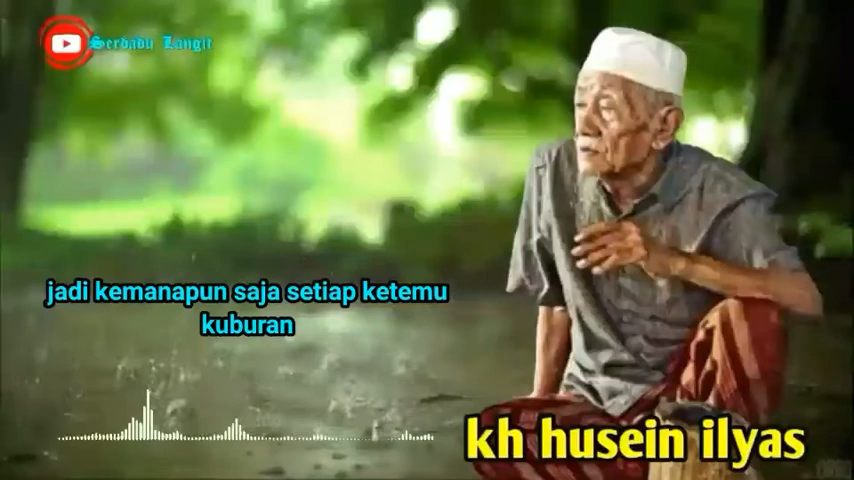 Serdadu Langit
jadi kemanapun saja setiap ketemu
kuburan
kh husein ilyas